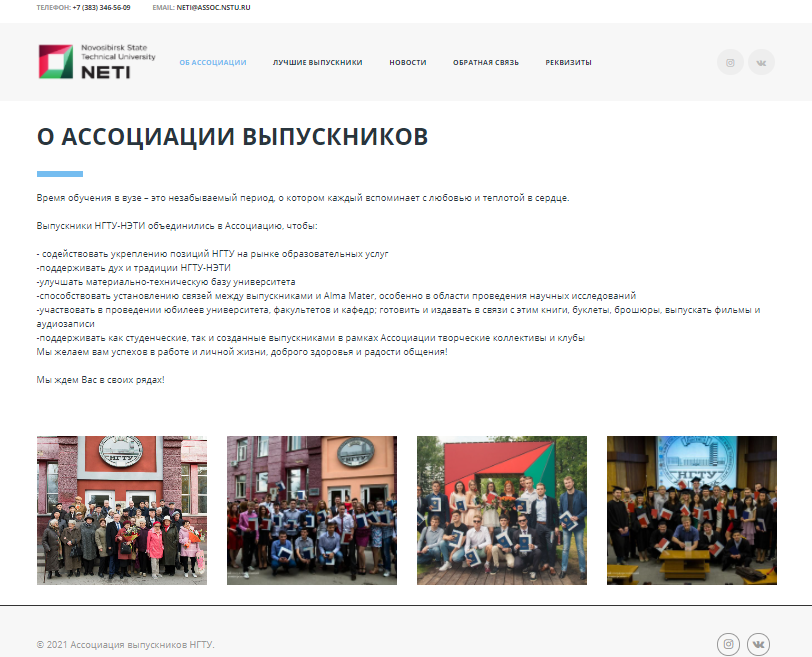 ТЕЛЕФОН: +7 (383) 346-56-09 EMAIL: NETI@ASSOC.NSTU.RU
Novosibirsk State
Technical University
NETI
ОБ АССОЦИАЦИИ ЛУЧШИЕ ВЫПУСКНИКИ НОВОСТИ ОБРАТНАЯ СВЯЗЬ РЕКВИЗИТЫ
О АССОЦИАЦИИ ВЫПУСКНИКОВ
Время обучения в вузе – это незабываемый период, о котором каждый вспоминает с любовью и теплотой в сердце.
Выпускники НГТУ-НЭТИ объединились в Ассоциацию, чтобы:
- содействовать укреплению позиций НГТУ на рынке образовательных услуг
-поддерживать дух и традиции НГТУ-НЭТИ
-улучшать материально-техническую базу университета
-способствовать установлению связей между выпускниками и Alma Mater, особенно в области проведения научных исследований
-участвовать в проведении юбилеев университета, факультетов и кафедр; готовить и издавать в связи с этим книги, буклеты, брошюры, выпускать фильмы и
аудиозаписи
-поддерживать как студенческие, так и созданные выпускниками в рамках Ассоциации творческие коллективы и клубы
Мы желаем вам успехов в работе и личной жизни, доброго здоровья и радости общения!
Мы ждем Вас в своих рядах!
НГТУ
НГТУ
НГТУ
© 2021 Ассоциация выпускников НГТУ.